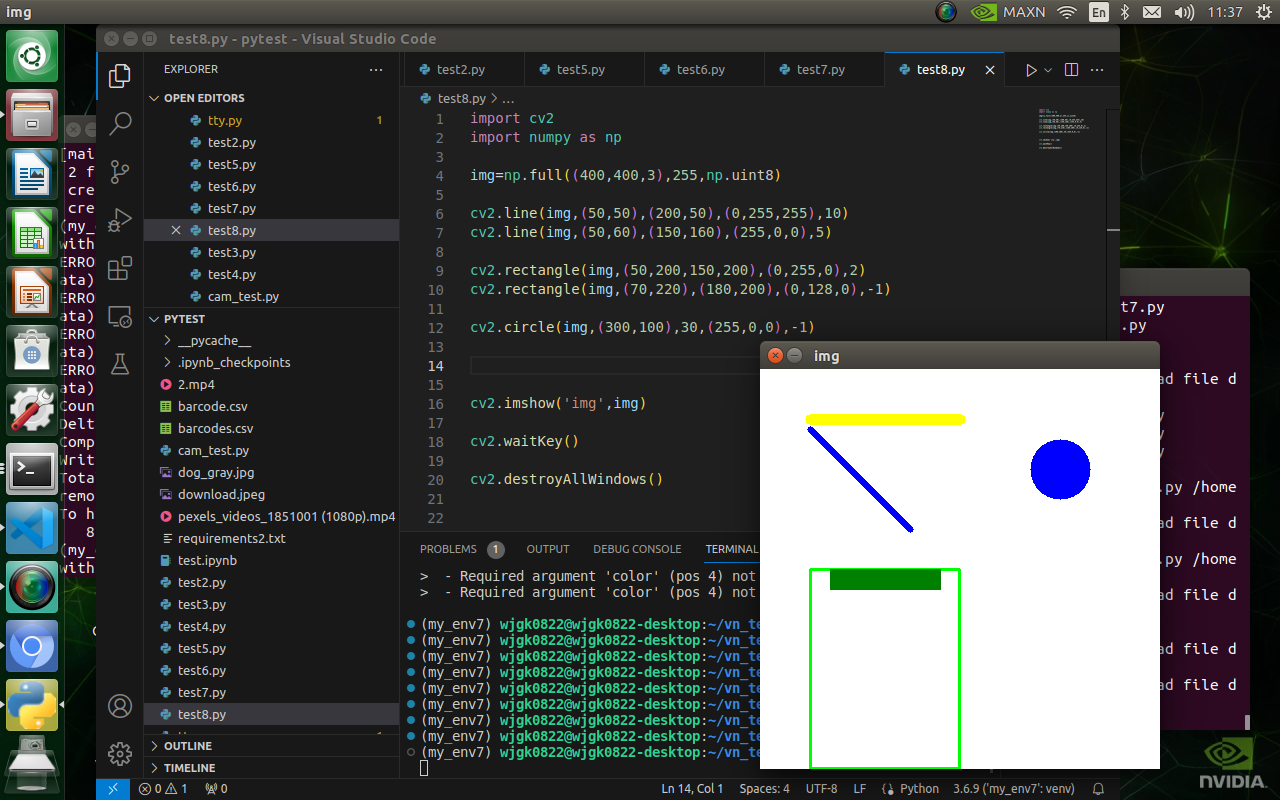 img
MAXN
En
11:37
test8.py - pytest - Visual Studio Code
EXPLORER
OPEN EDITORS
tty.py 1
test2.py
test5.py
test6.py
test7.py
test8.py
test3.py
test4.py
cam_test.py
PYTEST
__pycache__
.ipynb_checkpoints
2.mp4
barcode.csv
barcodes.csv
cam_test.py
dog_gray.jpg
download.jpeg
pexels_videos_1851001 (1080p).mp4
requirements2.txt
test.ipynb
test2.py
test3.py
test4.py
test5.py
test6.py
test7.py
test8.py
OUTLINE
TIMELINE
test2.py test5.py test6.py test7.py test8.py
test8.py > ...
1 import cv2
2 import numpy as np
3
4 img=np.full((400,400,3),255,np.uint8)
5
6 cv2.line(img,(50,50),(200,50),(0,255,255),10)
7 cv2.line(img,(50,60),(150,160),(255,0,0),5)
8
9 cv2.rectangle(img,(50,200,150,200),(0,255,0),2)
10 cv2.rectangle(img,(70,220),(180,200),(0,128,0),-1)
11
12 cv2.circle(img,(300,100),30,(255,0,0),-1)
13
14
15
16 cv2.imshow('img',img)
17
18 cv2.waitKey()
19
20 cv2.destroyAllWindows()
21
22
PROBLEMS 1 OUTPUT DEBUG CONSOLE TERMINAL
> - Required argument 'color' (pos 4) not
> - Required argument 'color' (pos 4) not
(my_env7) wjgk0822@wjgk0822-desktop:~/vn_te
(my_env7) wjgk0822@wjgk0822-desktop:~/vn_te
(my_env7) wjgk0822@wjgk0822-desktop:~/vn_te
(my_env7) wjgk0822@wjgk0822-desktop:~/vn_te
(my_env7) wjgk0822@wjgk0822-desktop:~/vn_te
(my_env7) wjgk0822@wjgk0822-desktop:~/vn_te
(my_env7) wjgk0822@wjgk0822-desktop:~/vn_te
(my_env7) wjgk0822@wjgk0822-desktop:~/vn_te
(my_env7) wjgk0822@wjgk0822-desktop:~/vn_te
0 1 0
Ln 14, Col 1 Spaces: 4 UTF-8 LF Python 3.6.9 ('my_env7': venv)
img
[mai
2 f
cre
cre
(my_
with
ERRO
ata)
ERRO
ata)
ERRO
ata)
ERRO
ata)
Coun
Delt
Comp
Writ
Tota
remo
To h
8
(my_
with
t7.py
.py
ad file d
y
y
y
.py /home
ad file d
.py /home
ad file d
ad file d
ad file d
NVIDIA.